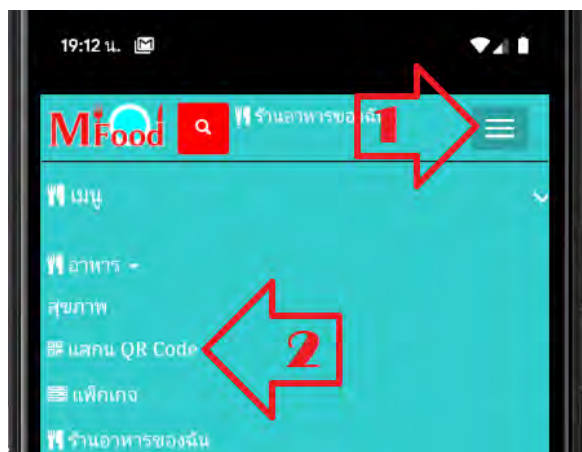 19:12 น.
MiFood
ร้านอาหารของฉัน
1
เมนู
อาหาร
สุขภาพ
แสกน QR Code
2
แพ็กเกจ
ร้านอาหารของฉัน